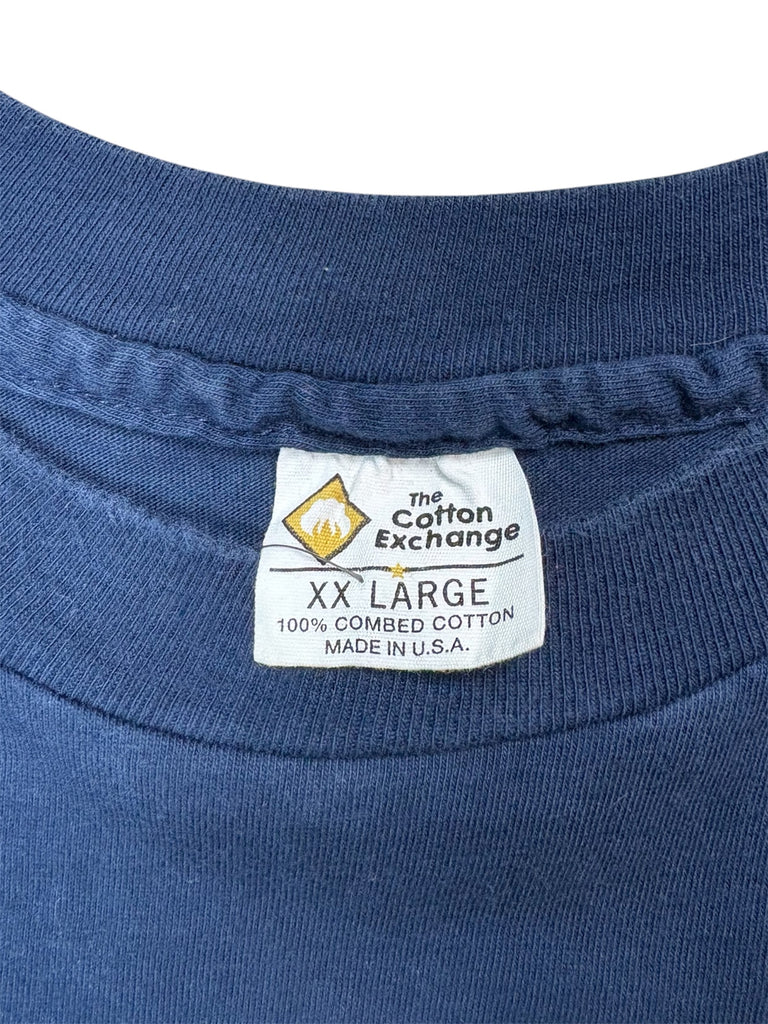 The
Cotton
Exchange
XX LARGE
100% COMBED COTTON
MADE IN U.S.A.